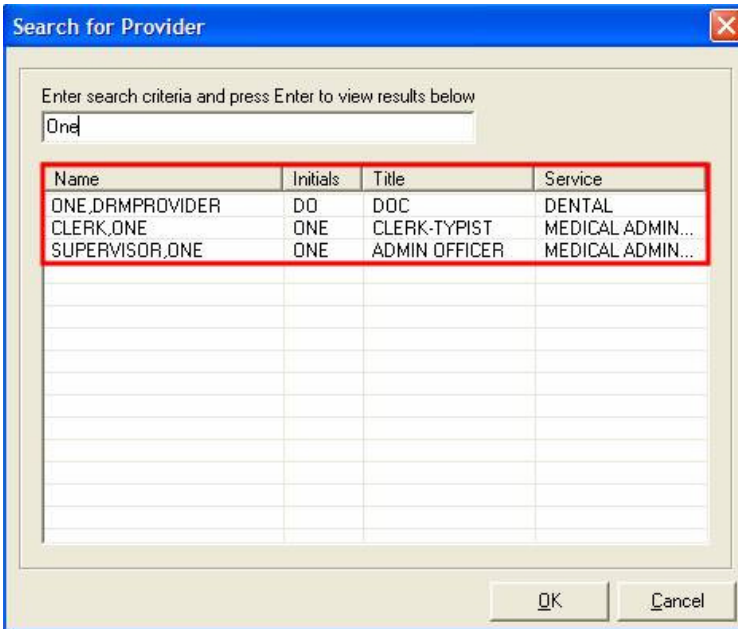 Search for Provider
Enter search criteria and press Enter to view results below
One
Name Initials Title Service
ONE,DRMPROVIDER DO DOC DENTAL
CLERK,ONE ONE CLERK-TYPIST MEDICAL ADMIN...
SUPERVISOR,ONE ONE ADMIN OFFICER MEDICAL ADMIN...
OK Cancel